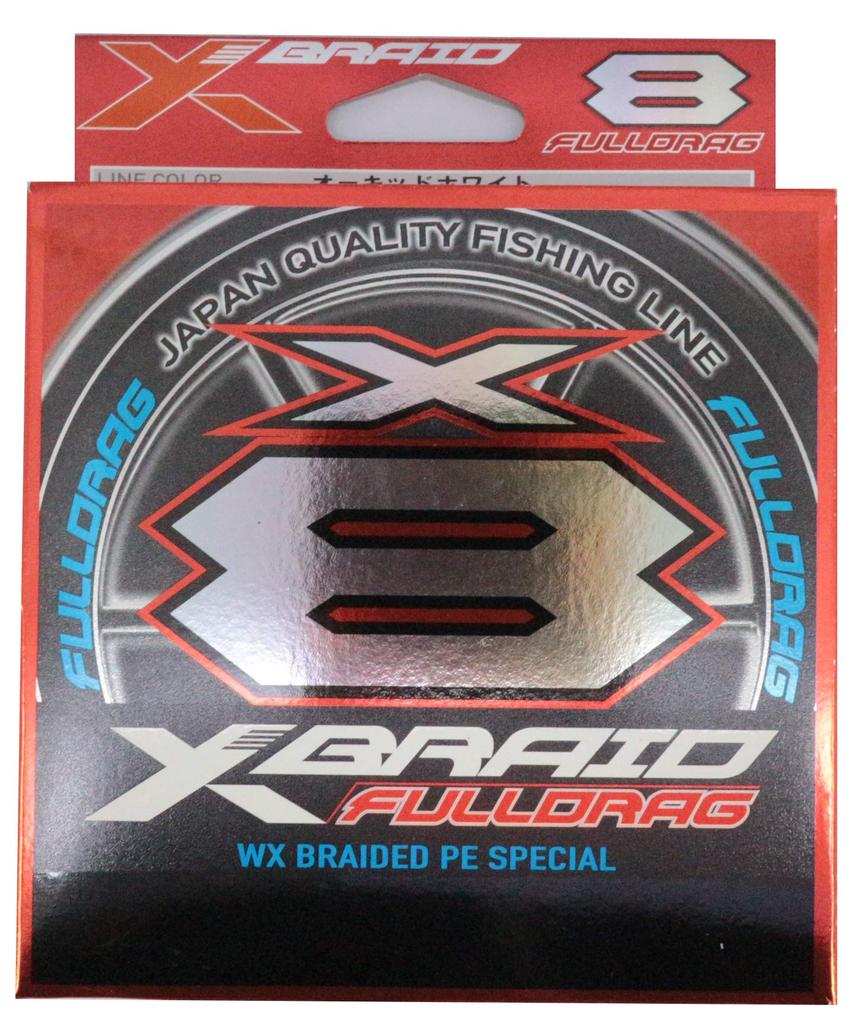 X BRAID
8
FULLDRAG
LINE COLOR
オーキッドホワイト
JAPAN QUALITY FISHING LINE
FULLDRAG
FULLDRAG
X
8
X BRAID
FULLDRAG
WX BRAIDED PE SPECIAL